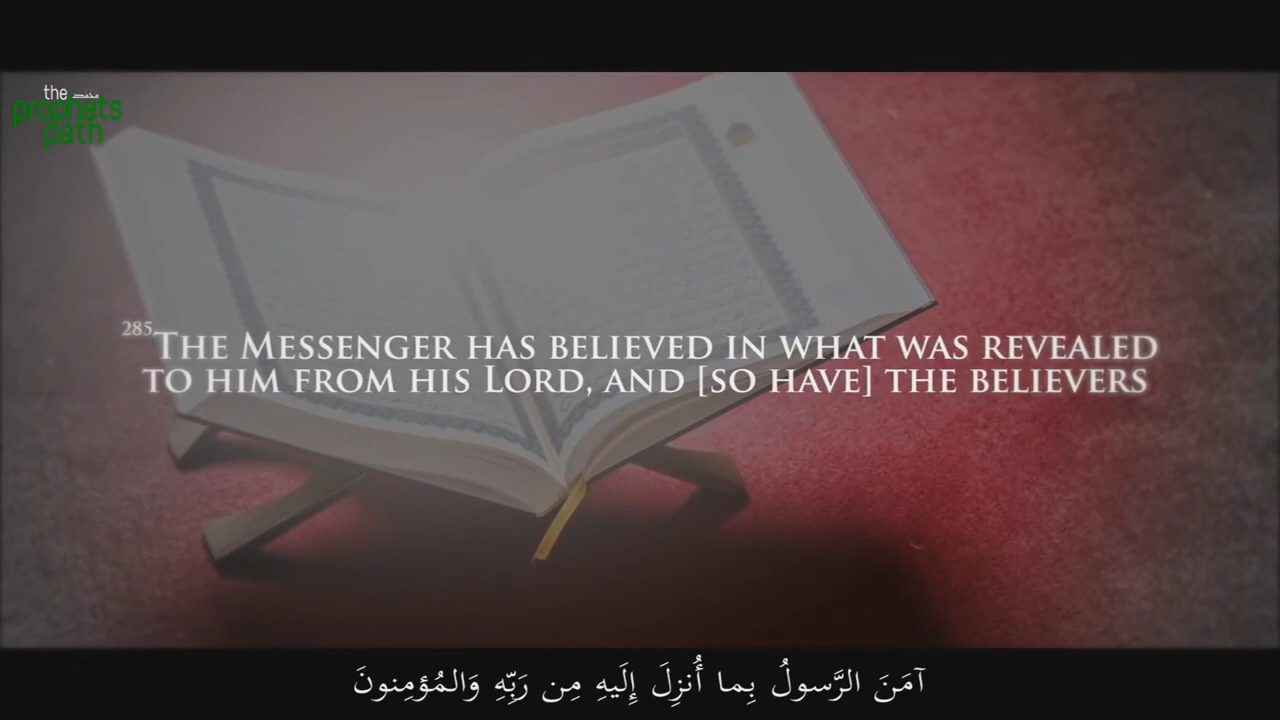 the محمد
prophets
path
285 THE MESSENGER HAS BELIEVED IN WHAT WAS REVEALED
TO HIM FROM HIS LORD, AND [SO HAVE] THE BELIEVERS
آمَنَ الرَّسولُ بِما أُنزِلَ إِلَيهِ مِن رَبِّهِ وَالمُؤمِنونَ